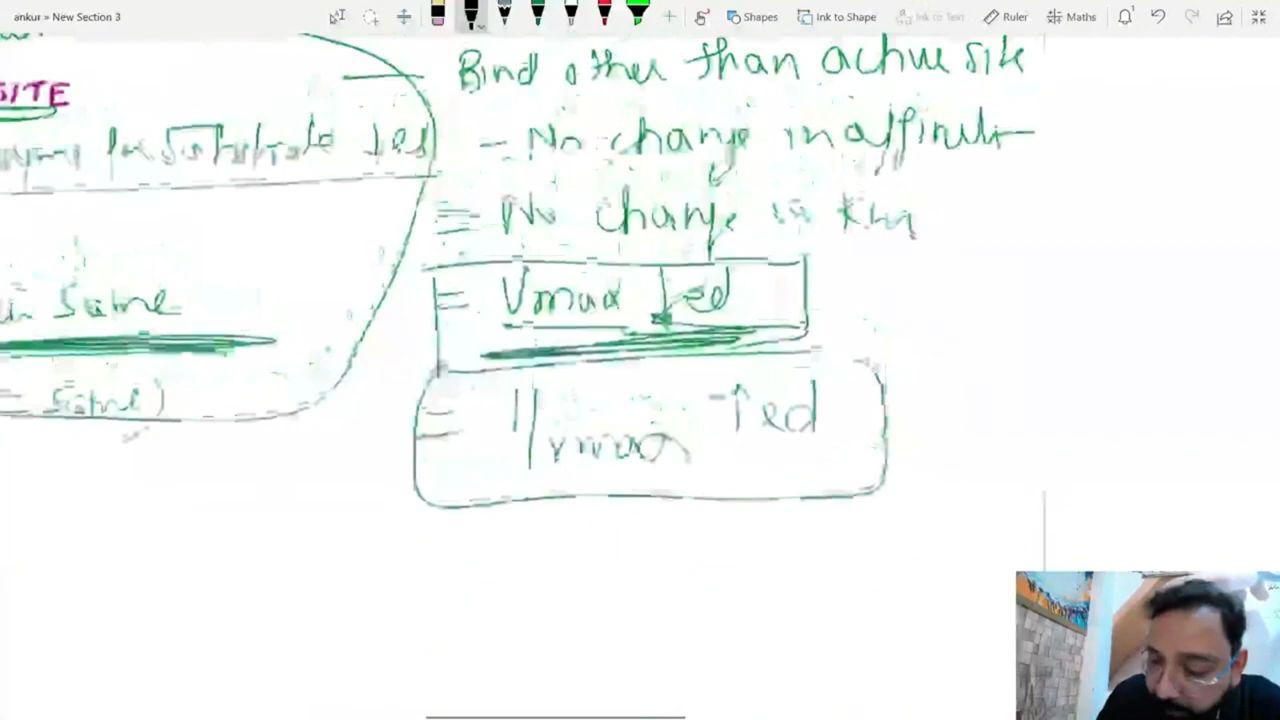 ankur » New Section 3
Shapes
Ink to Shape
Ink to Text
Ruler
Maths
SITE
in Same
= Same)
Bind other than active site
- No change in affinity
= No change in Km
= Vmax ↓ed
= 1/Vmax ↑ed